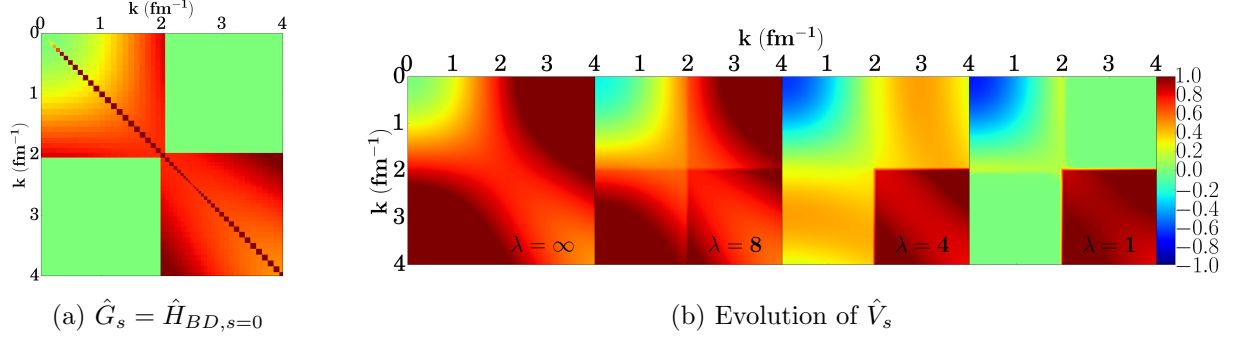 k (fm⁻¹)
0 1 2 3 4
0
1
2
3
4
k (fm⁻¹)
(a) Ĝ_s = Ĥ_{BD,s=0}
k (fm⁻¹)
0 1 2 3 4 1 2 3 4 1 2 3 4 1 2 3 4
0
1
2
3
4
k (fm⁻¹)
λ = ∞ λ = 8 λ = 4 λ = 1
1.0
0.8
0.6
0.4
0.2
0.0
−0.2
−0.4
−0.6
−0.8
−1.0
(b) Evolution of V̂_s